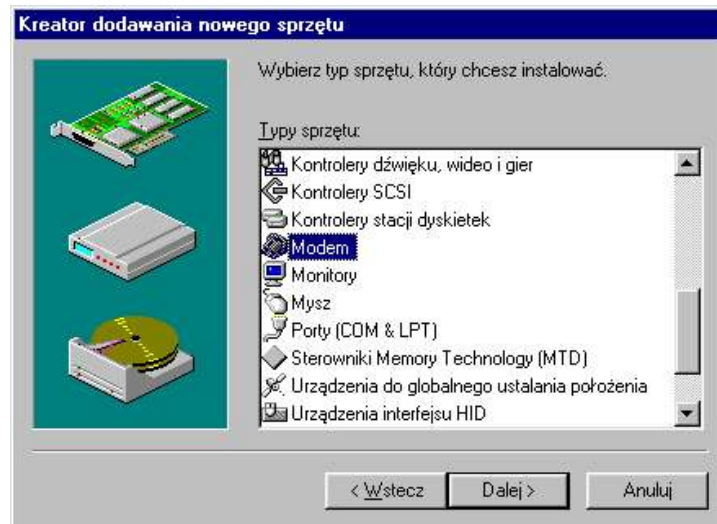 Kreator dodawania nowego sprzętu
Wybierz typ sprzętu, który chcesz instalować.
Typy sprzętu:
Kontrolery dźwięku, wideo i gier
Kontrolery SCSI
Kontrolery stacji dyskietek
Modem
Monitory
Mysz
Porty (COM & LPT)
Sterowniki Memory Technology (MTD)
Urządzenia do globalnego ustalania położenia
Urządzenia interfejsu HID
< Wstecz
Dalej >
Anuluj